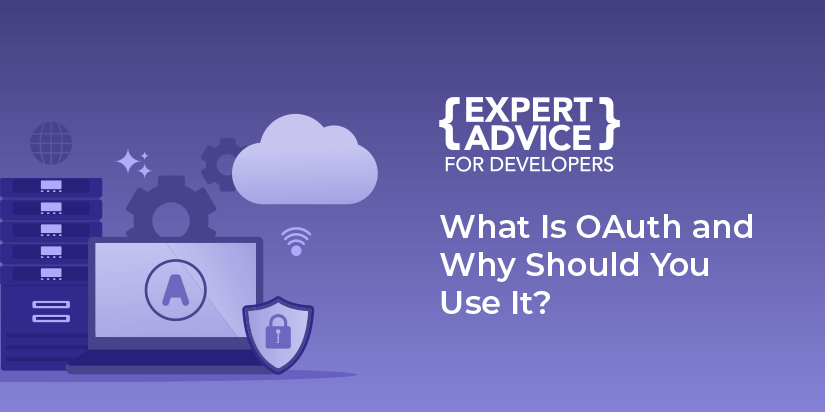 {EXPERT
ADVICE}
FOR DEVELOPERS
What Is OAuth and
Why Should You
Use It?
A